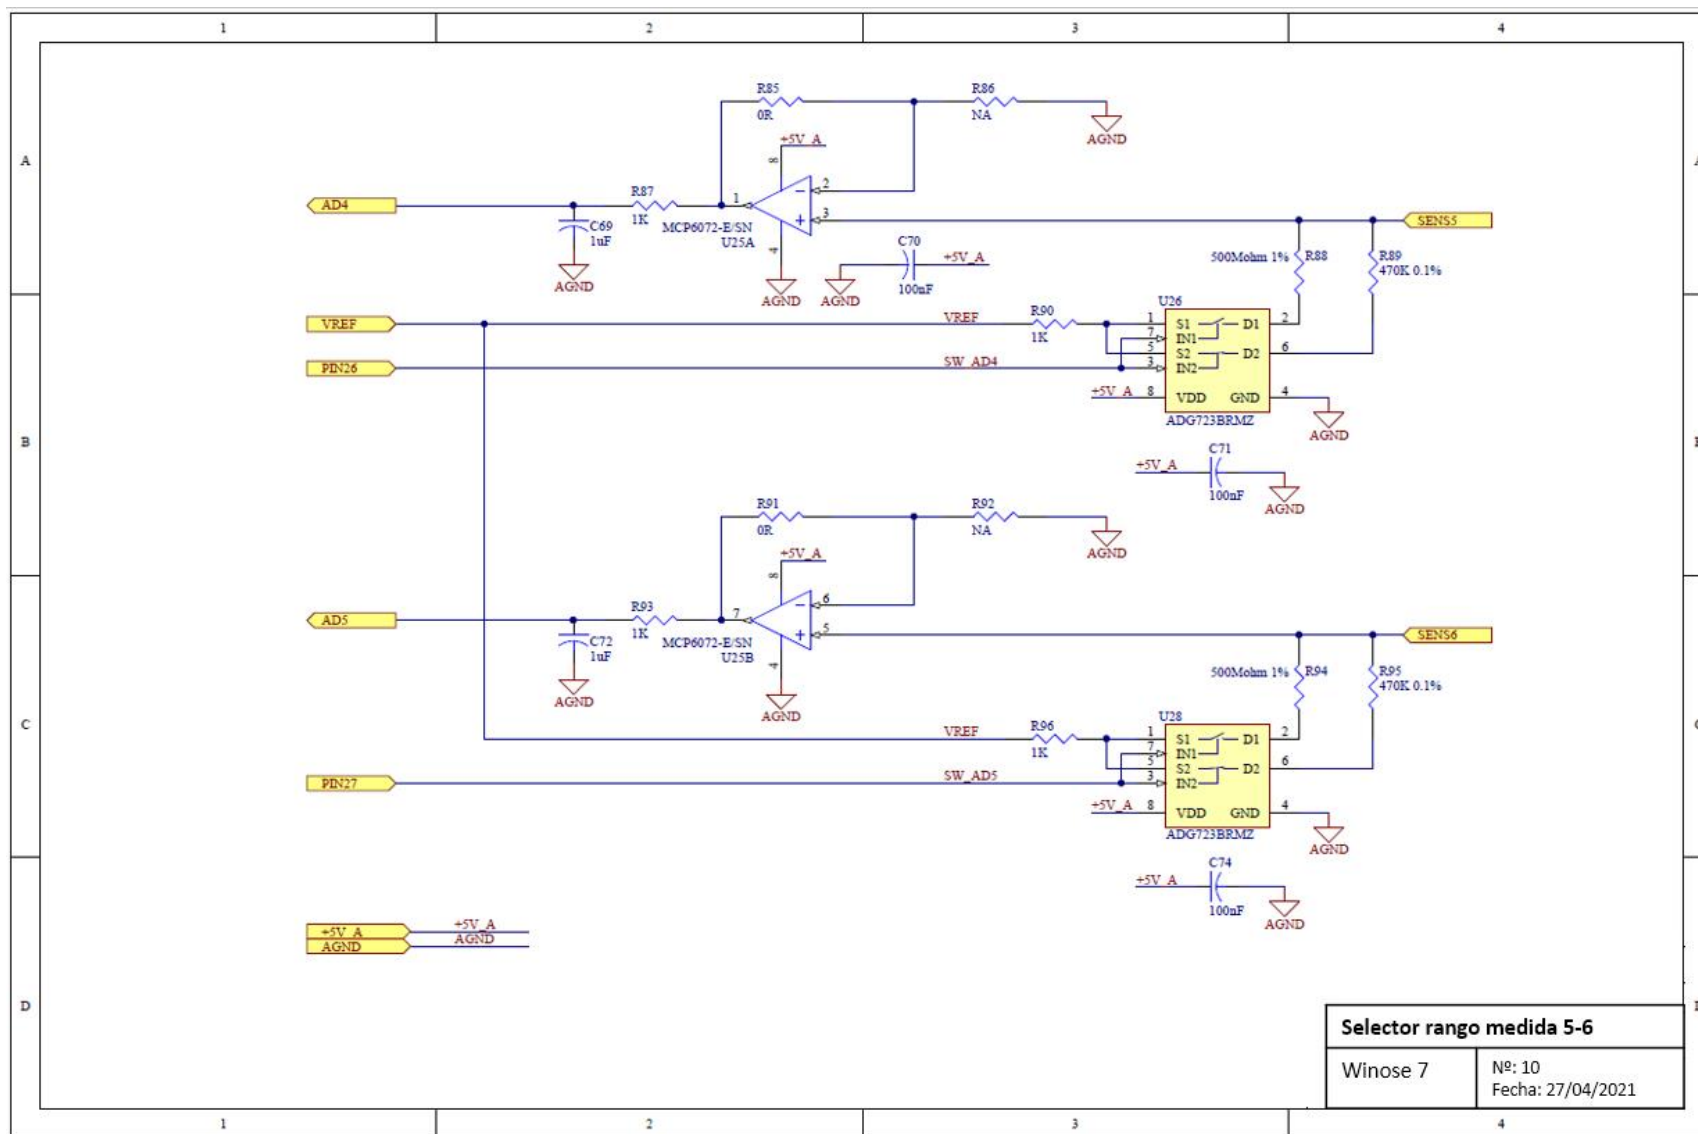 1 2 3 4
A
R85
0R
R86
NA
AGND
+5V_A
8
2
1
3
AD4
R87
1K
MCP6072-E/SN
U25A
C69
1uF
AGND
4
AGND
C70
+5V_A
100nF
AGND
SENS5
500Mohm 1% R88
R89
470K 0.1%
U26
VREF
VREF
R90
1K
1 S1 D1 2
7 IN1
5 S2 D2 6
3 IN2
PIN26
SW_AD4
+5V_A 8 VDD GND 4
ADG723BRMZ
AGND
B
C71
+5V_A
100nF
AGND
R91
0R
R92
NA
AGND
+5V_A
8
6
7
5
AD5
R93
1K
MCP6072-E/SN
U25B
C72
1uF
AGND
4
AGND
SENS6
500Mohm 1% R94
R95
470K 0.1%
C
U28
VREF
R96
1K
1 S1 D1 2
7 IN1
5 S2 D2 6
3 IN2
PIN27
SW_AD5
+5V_A 8 VDD GND 4
ADG723BRMZ
AGND
C74
+5V_A
100nF
AGND
+5V_A +5V_A
AGND AGND
D
Selector rango medida 5-6
Winose 7
Nº: 10
Fecha: 27/04/2021
1 2 3 4